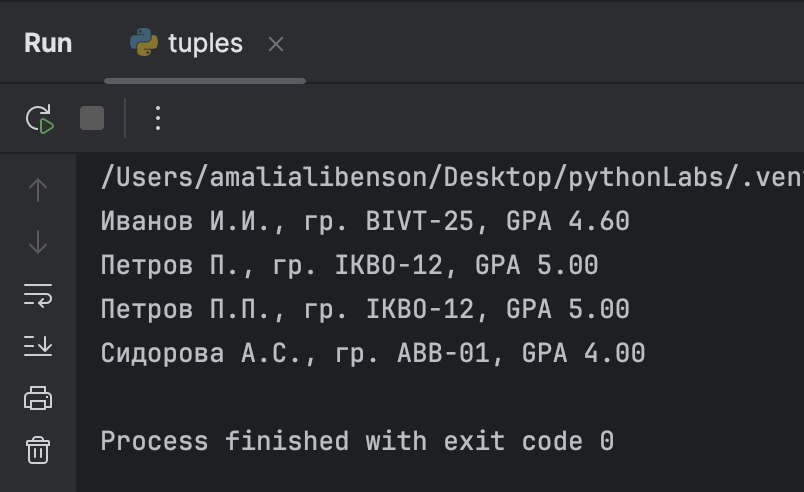 Run tuples
/Users/amalialibenson/Desktop/pythonLabs/.ven
Иванов И.И., гр. BIVT-25, GPA 4.60
Петров П., гр. IKBO-12, GPA 5.00
Петров П.П., гр. IKBO-12, GPA 5.00
Сидорова А.С., гр. ABB-01, GPA 4.00
Process finished with exit code 0